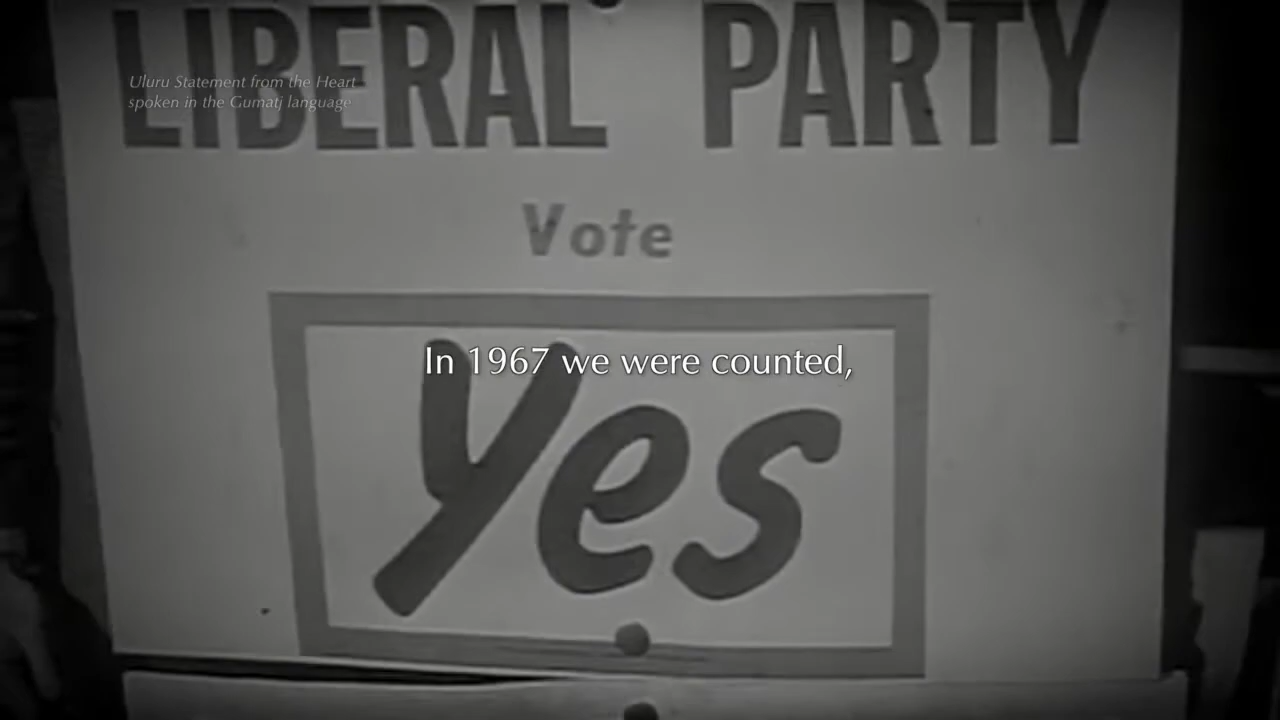 LIBERAL PARTY
Uluru Statement from the Heart
spoken in the Gumatj language
Vote
In 1967 we were counted,
Yes